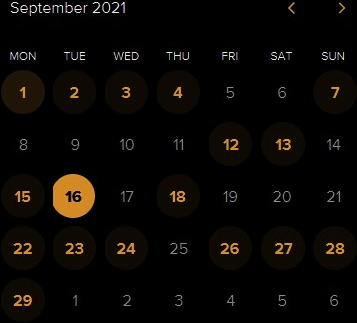 September 2021
MON TUE WED THU FRI SAT SUN
1 2 3 4 5 6 7
8 9 10 11 12 13 14
15 16 17 18 19 20 21
22 23 24 25 26 27 28
29 1 2 3 4 5 6